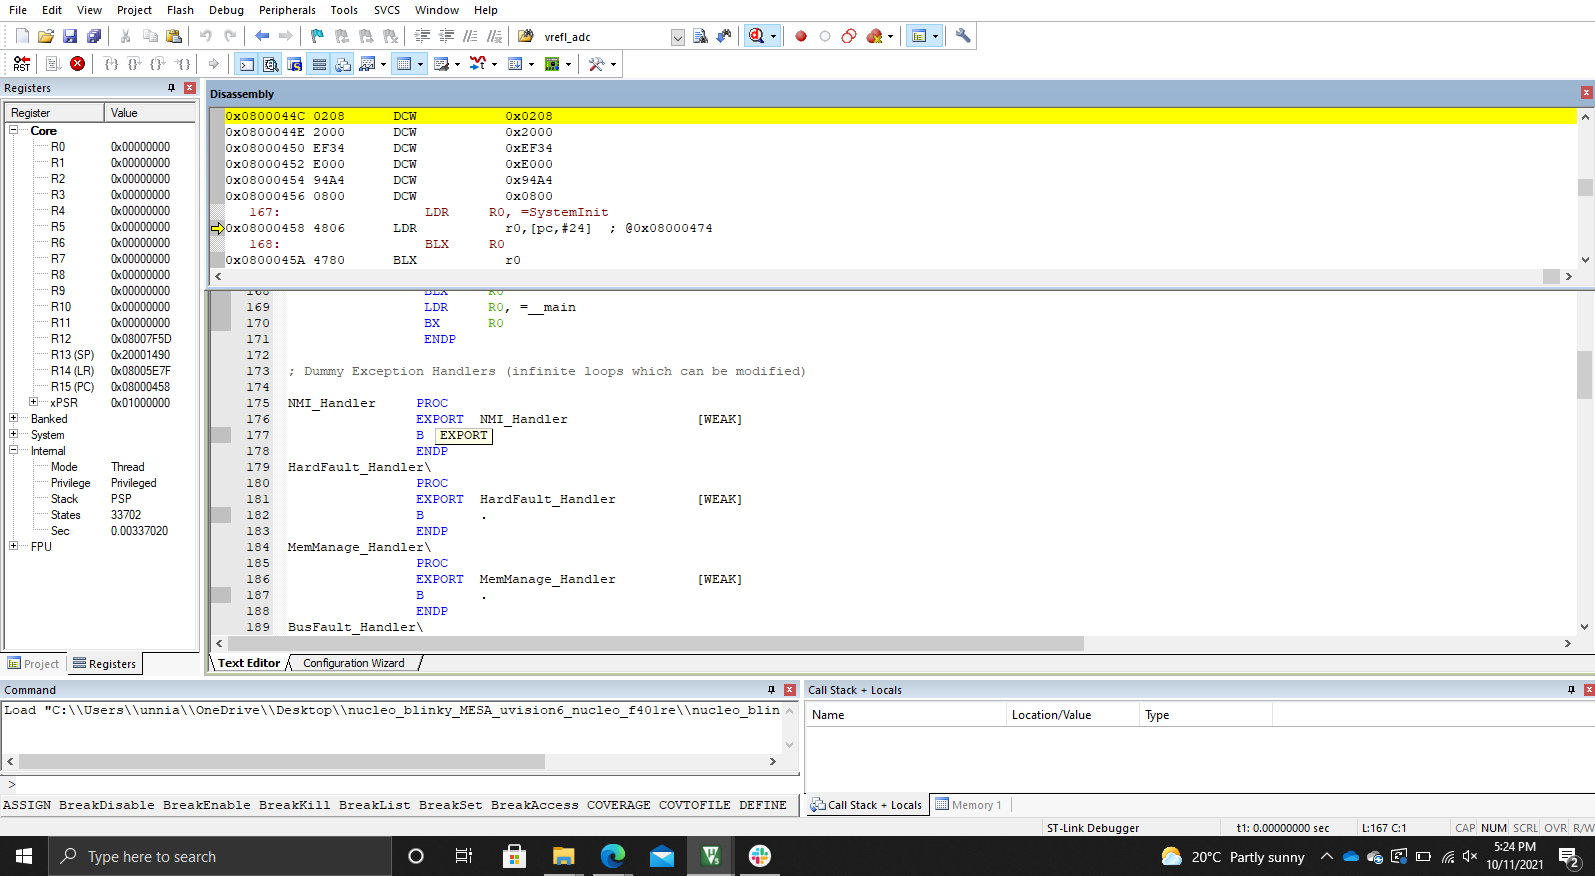 File Edit View Project Flash Debug Peripherals Tools SVCS Window Help
vrefl_adc
RST
Registers
Register Value
Core
R0 0x00000000
R1 0x00000000
R2 0x00000000
R3 0x00000000
R4 0x00000000
R5 0x00000000
R6 0x00000000
R7 0x00000000
R8 0x00000000
R9 0x00000000
R10 0x00000000
R11 0x00000000
R12 0x08007F5D
R13 (SP) 0x20001490
R14 (LR) 0x08005E7F
R15 (PC) 0x08000458
xPSR 0x01000000
Banked
System
Internal
Mode Thread
Privilege Privileged
Stack PSP
States 33702
Sec 0.00337020
FPU
Project Registers
Disassembly
0x0800044C 0208 DCW 0x0208
0x0800044E 2000 DCW 0x2000
0x08000450 EF34 DCW 0xEF34
0x08000452 E000 DCW 0xE000
0x08000454 94A4 DCW 0x94A4
0x08000456 0800 DCW 0x0800
167: LDR R0, =SystemInit
0x08000458 4806 LDR r0,[pc,#24] ; @0x08000474
168: BLX R0
0x0800045A 4780 BLX r0
168 BLX R0
169 LDR R0, =__main
170 BX R0
171 ENDP
172
173 ; Dummy Exception Handlers (infinite loops which can be modified)
174
175 NMI_Handler PROC
176 EXPORT NMI_Handler [WEAK]
177 B EXPORT
178 ENDP
179 HardFault_Handler\
180 PROC
181 EXPORT HardFault_Handler [WEAK]
182 B .
183 ENDP
184 MemManage_Handler\
185 PROC
186 EXPORT MemManage_Handler [WEAK]
187 B .
188 ENDP
189 BusFault_Handler\
Text Editor Configuration Wizard
Command
Load "C:\\Users\\unnia\\OneDrive\\Desktop\\nucleo_blinky_MESA_uvision6_nucleo_f401re\\nucleo_blin
>
ASSIGN BreakDisable BreakEnable BreakKill BreakList BreakSet BreakAccess COVERAGE COVTOFILE DEFINE
Call Stack + Locals
Name Location/Value Type
Call Stack + Locals Memory 1
ST-Link Debugger t1: 0.00000000 sec L:167 C:1 CAP NUM SCRL OVR R/W
Type here to search
20°C Partly sunny
5:24 PM
10/11/2021
2